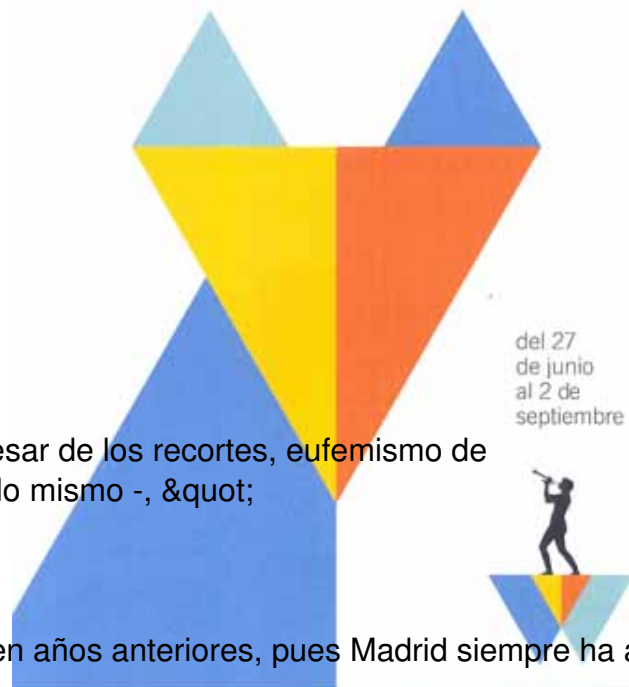 del 27
de junio
al 2 de
septiembre
esar de los recortes, eufemismo de
lo mismo -, &quot;
en años anteriores, pues Madrid siempre ha a